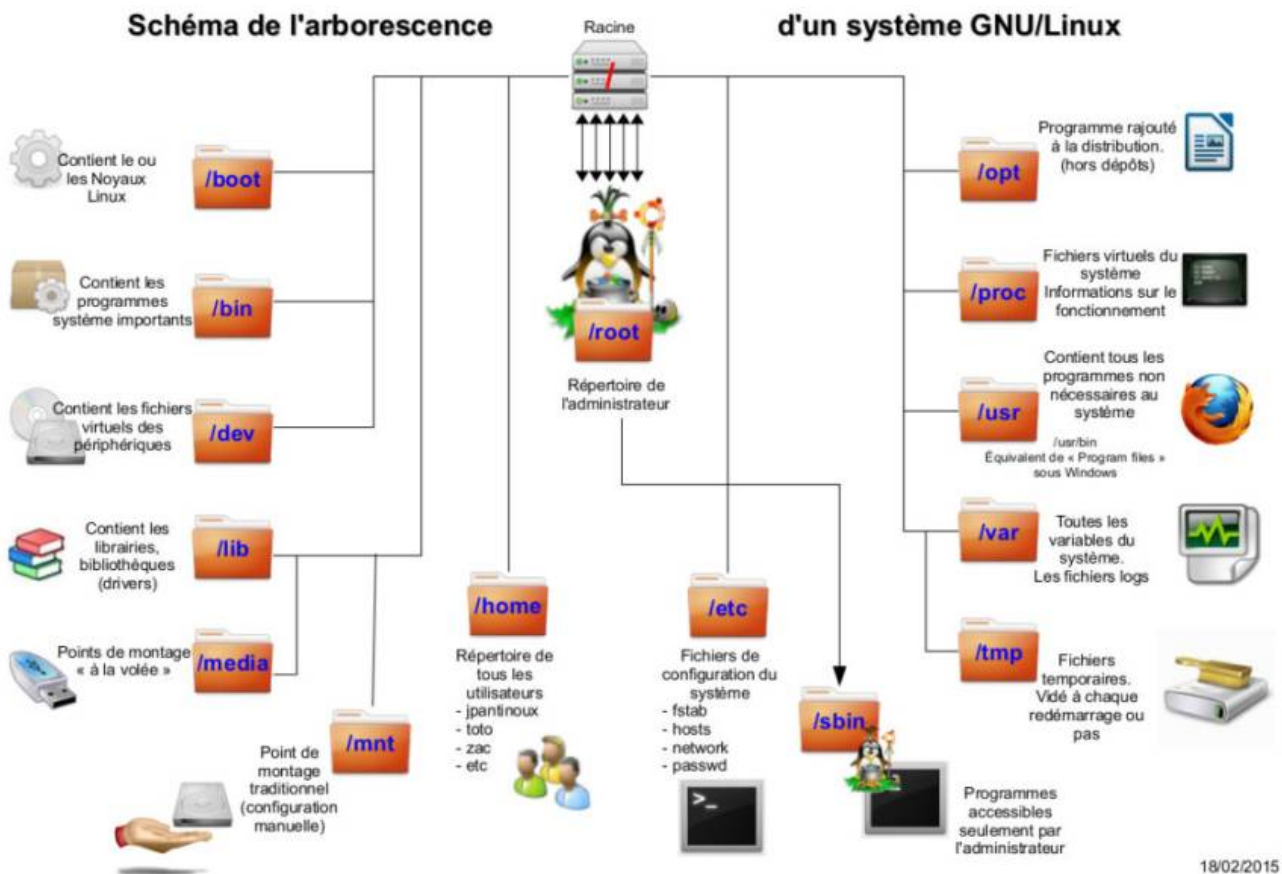 Schéma de l'arborescence
d'un système GNU/Linux
Racine
/
Contient le ou
les Noyaux
Linux
/boot
Contient les
programmes
système importants
/bin
Contient les fichiers
virtuels des
périphériques
/dev
Contient les
librairies,
bibliothèques
(drivers)
/lib
Points de montage
« à la volée »
/media
Point de
montage
traditionnel
(configuration
manuelle)
/mnt
/root
Répertoire de
l'administrateur
/home
Répertoire de
tous les
utilisateurs
- jpantinoux
- toto
- zac
- etc
/etc
Fichiers de
configuration du
système
- fstab
- hosts
- network
- passwd
>_
/sbin
Programmes
accessibles
seulement par
l'administrateur
/opt
Programme rajouté
à la distribution.
(hors dépôts)
/proc
Fichiers virtuels du
système
Informations sur le
fonctionnement
/usr
Contient tous les
programmes non
nécessaires au
système
/usr/bin
Équivalent de « Program files »
sous Windows
/var
Toutes les
variables du
système.
Les fichiers logs
/tmp
Fichiers
temporaires.
Vidé à chaque
redémarrage ou
pas
18/02/2015